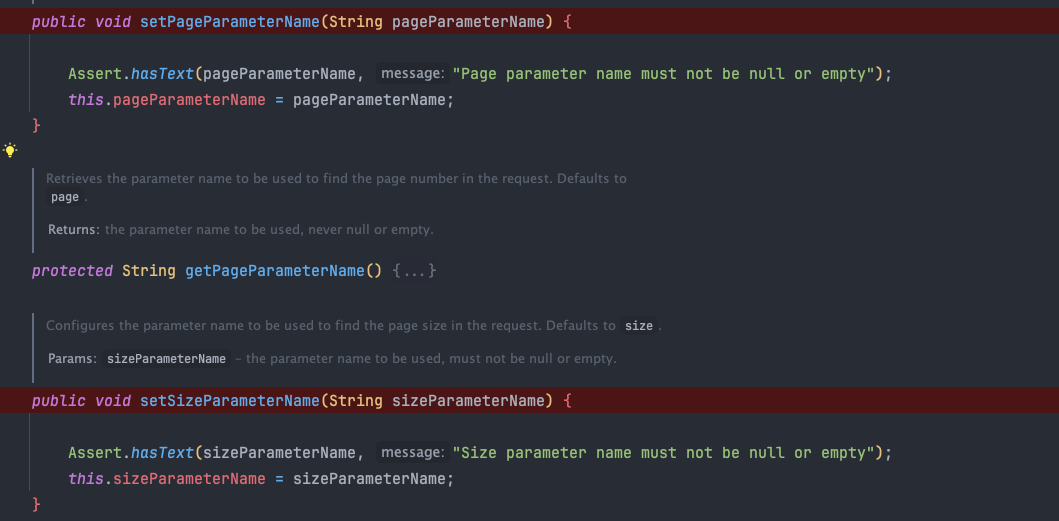 public void setPageParameterName(String pageParameterName) {
Assert.hasText(pageParameterName, message: "Page parameter name must not be null or empty");
this.pageParameterName = pageParameterName;
}
Retrieves the parameter name to be used to find the page number in the request. Defaults to
page .
Returns: the parameter name to be used, never null or empty.
protected String getPageParameterName() {...}
Configures the parameter name to be used to find the page size in the request. Defaults to size .
Params: sizeParameterName – the parameter name to be used, must not be null or empty.
public void setSizeParameterName(String sizeParameterName) {
Assert.hasText(sizeParameterName, message: "Size parameter name must not be null or empty");
this.sizeParameterName = sizeParameterName;
}